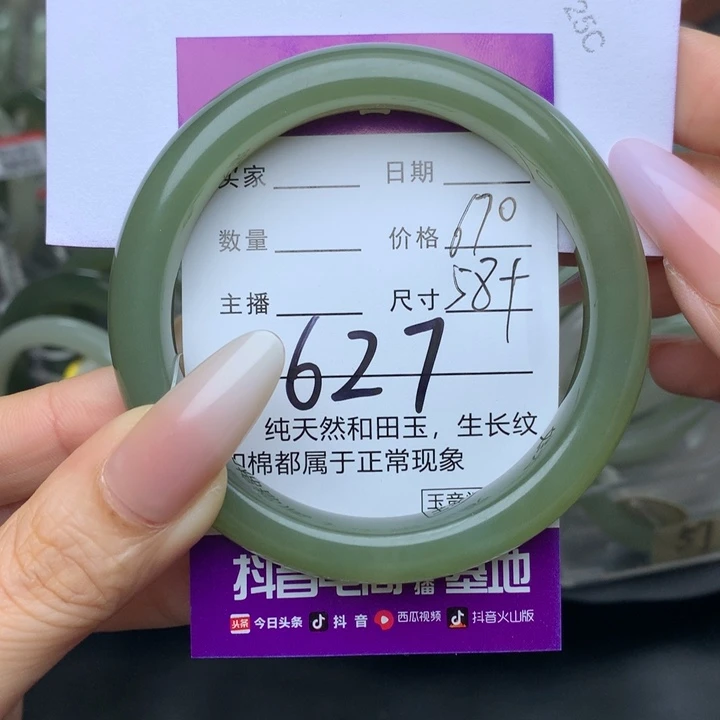 25C
买家 日期
数量 价格 670
主播 尺寸 58+
627
纯天然和田玉，生长纹
和棉都属于正常现象
抖音电商直播基地
头条 今日头条 抖音 西瓜视频 抖音火山版